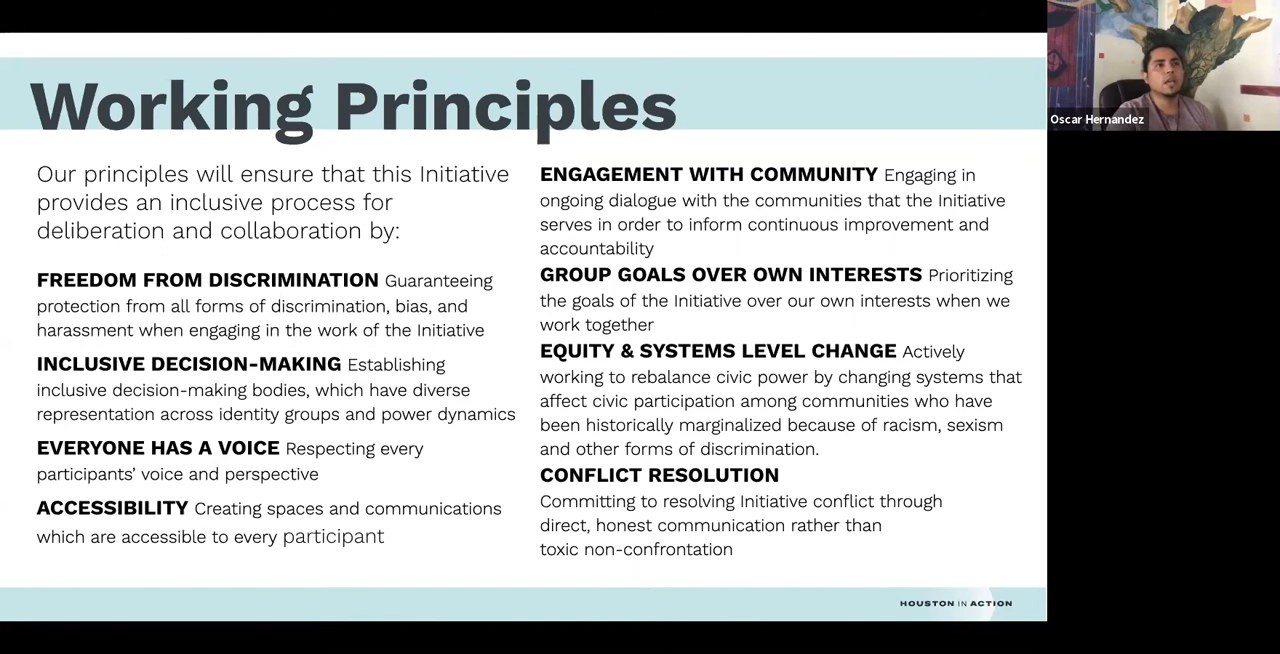 Working Principles
Our principles will ensure that this Initiative
provides an inclusive process for
deliberation and collaboration by:
FREEDOM FROM DISCRIMINATION Guaranteeing
protection from all forms of discrimination, bias, and
harassment when engaging in the work of the Initiative
INCLUSIVE DECISION-MAKING Establishing
inclusive decision-making bodies, which have diverse
representation across identity groups and power dynamics
EVERYONE HAS A VOICE Respecting every
participants’ voice and perspective
ACCESSIBILITY Creating spaces and communications
which are accessible to every participant
ENGAGEMENT WITH COMMUNITY Engaging in
ongoing dialogue with the communities that the Initiative
serves in order to inform continuous improvement and
accountability
GROUP GOALS OVER OWN INTERESTS Prioritizing
the goals of the Initiative over our own interests when we
work together
EQUITY & SYSTEMS LEVEL CHANGE Actively
working to rebalance civic power by changing systems that
affect civic participation among communities who have
been historically marginalized because of racism, sexism
and other forms of discrimination.
CONFLICT RESOLUTION
Committing to resolving Initiative conflict through
direct, honest communication rather than
toxic non-confrontation
HOUSTON IN ACTION
Oscar Hernandez